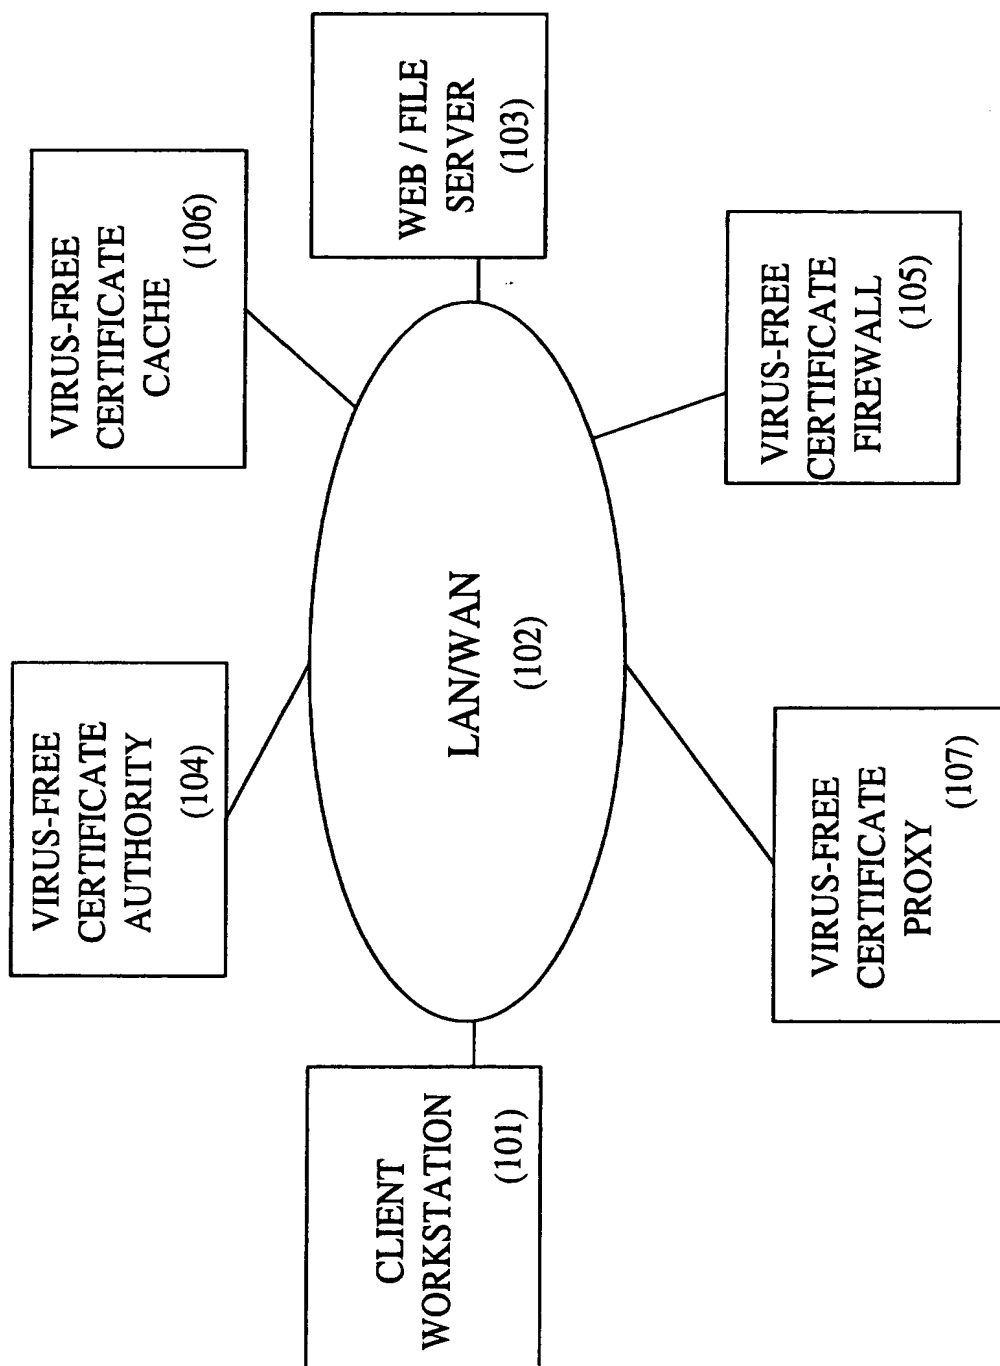 VIRUS-FREE
CERTIFICATE
AUTHORITY
(104)
VIRUS-FREE
CERTIFICATE
CACHE
(106)
CLIENT
WORKSTATION
(101)
LAN/WAN
(102)
WEB / FILE
SERVER
(103)
VIRUS-FREE
CERTIFICATE
PROXY
(107)
VIRUS-FREE
CERTIFICATE
FIREWALL
(105)